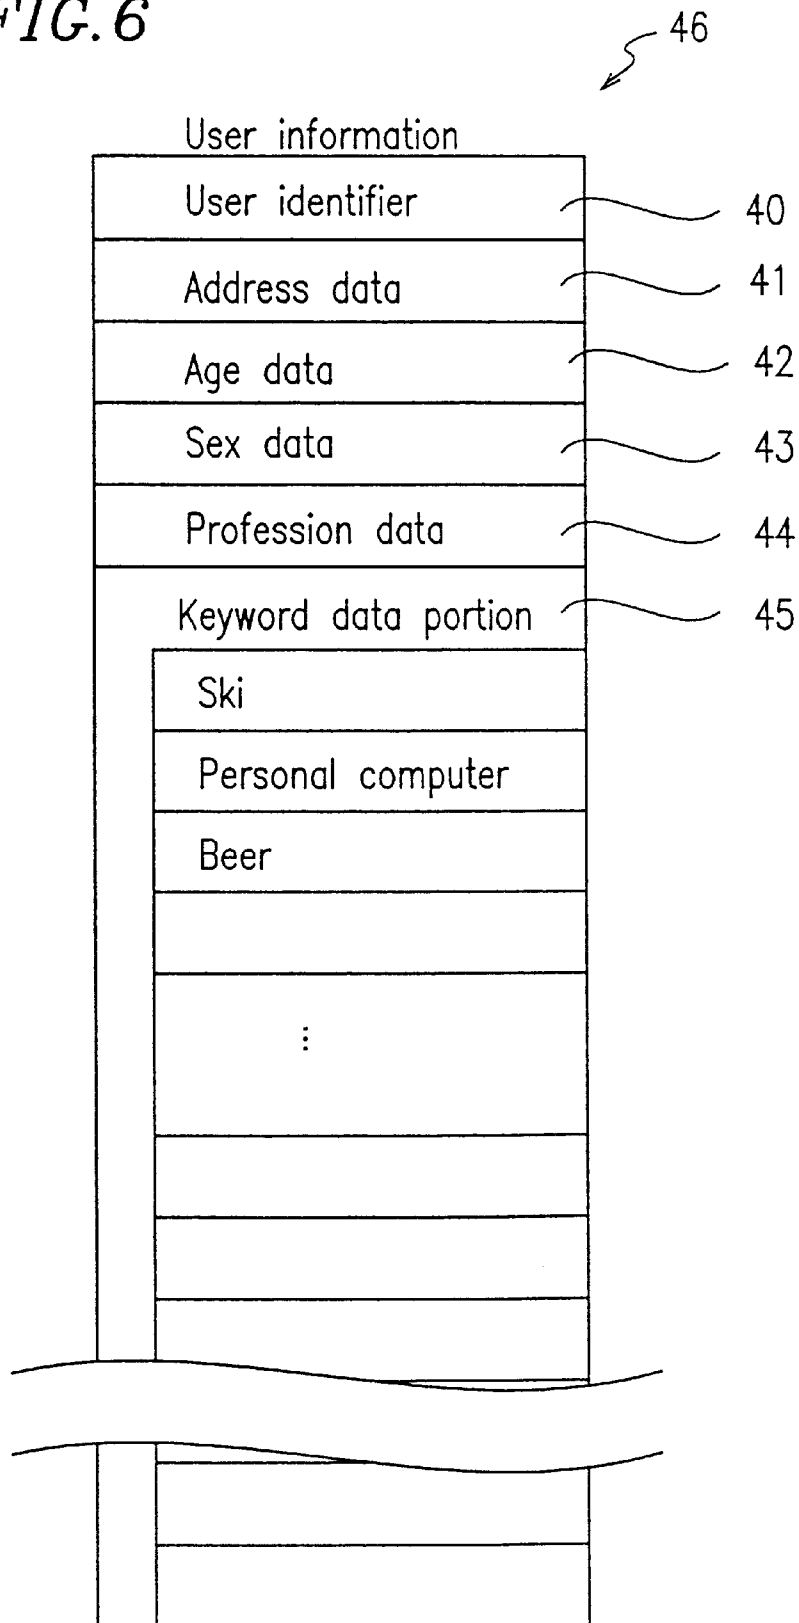 FIG. 6
46
User information
User identifier 40
Address data 41
Age data 42
Sex data 43
Profession data 44
Keyword data portion 45
Ski
Personal computer
Beer
⋮